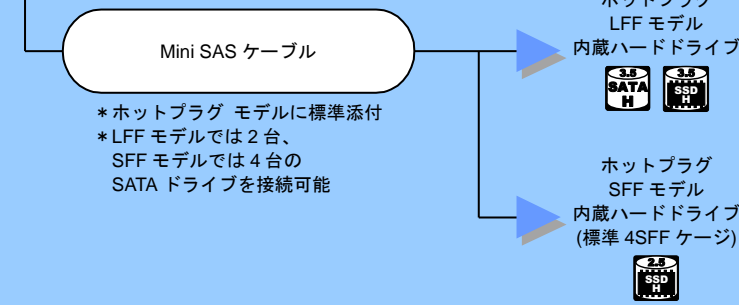 Mini SAS ケーブル
＊ホットプラグ モデルに標準添付
＊LFF モデルでは２台、
SFF モデルでは４台の
SATA ドライブを接続可能
ホットプラグ
LFF モデル
内蔵ハードドライブ
3.5
SATA
H
3.5
SSD
H
ホットプラグ
SFF モデル
内蔵ハードドライブ
(標準 4SFF ケージ)
2.5
SSD
H